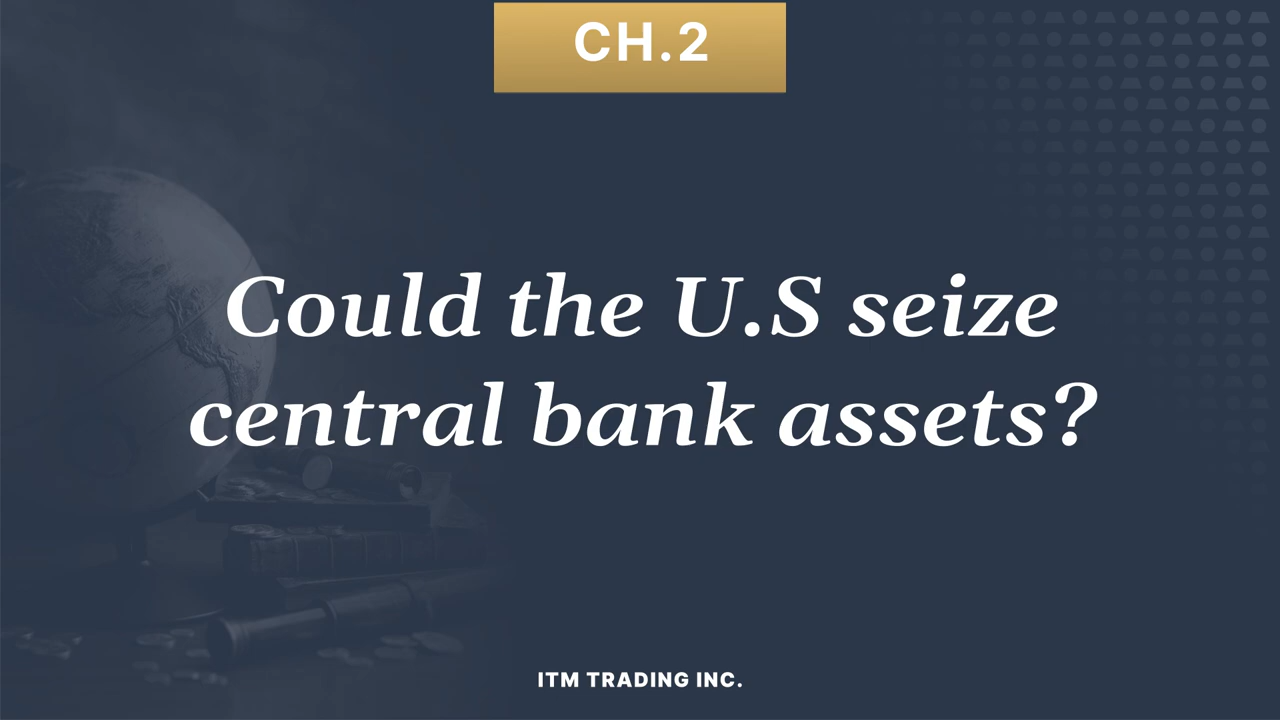 CH.2
Could the U.S seize
central bank assets?
ITM TRADING INC.